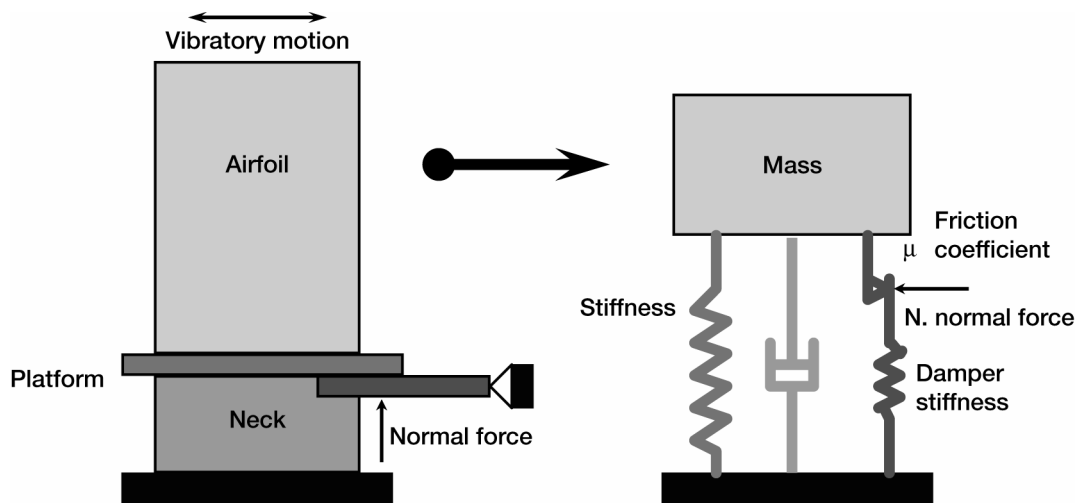 Vibratory motion
Airfoil
Platform
Neck
Normal force
Mass
Friction
μ coefficient
Stiffness
N. normal force
Damper
stiffness